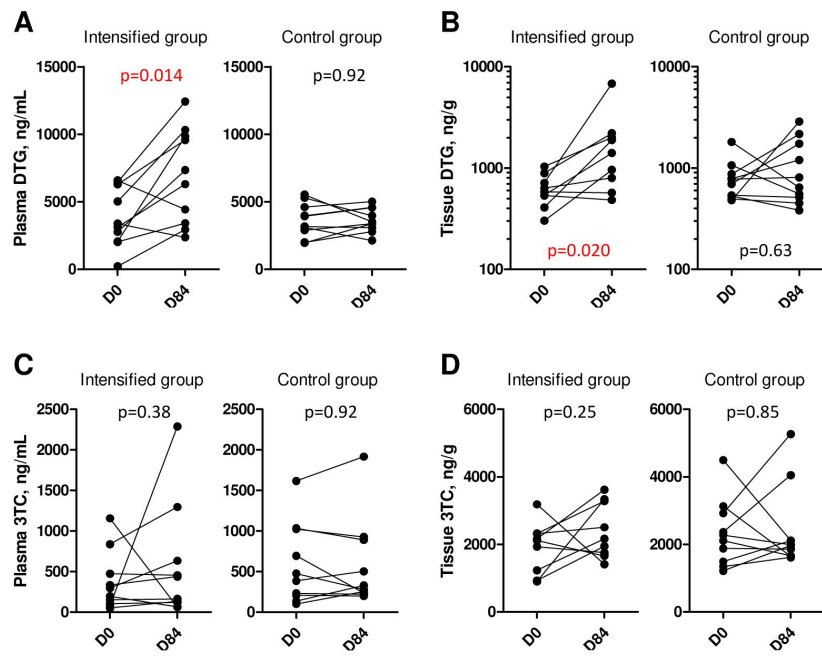 A
Intensified group
Control group
Plasma DTG, ng/mL
15000
10000
5000
0
p=0.014
D0
D84
15000
10000
5000
0
p=0.92
D0
D84
B
Intensified group
Control group
Tissue DTG, ng/g
10000
1000
100
p=0.020
D0
D84
10000
1000
100
p=0.63
D0
D84
C
Intensified group
Control group
Plasma 3TC, ng/mL
2500
2000
1500
1000
500
0
p=0.38
D0
D84
2500
2000
1500
1000
500
0
p=0.92
D0
D84
D
Intensified group
Control group
Tissue 3TC, ng/g
6000
4000
2000
0
p=0.25
D0
D84
6000
4000
2000
0
p=0.85
D0
D84